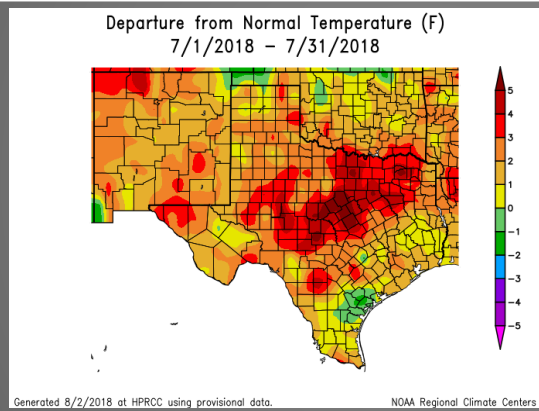 Departure from Normal Temperature (F)
7/1/2018 – 7/31/2018
5
4
3
2
1
0
-1
-2
-3
-4
-5
Generated 8/2/2018 at HPRCC using provisional data.
NOAA Regional Climate Centers